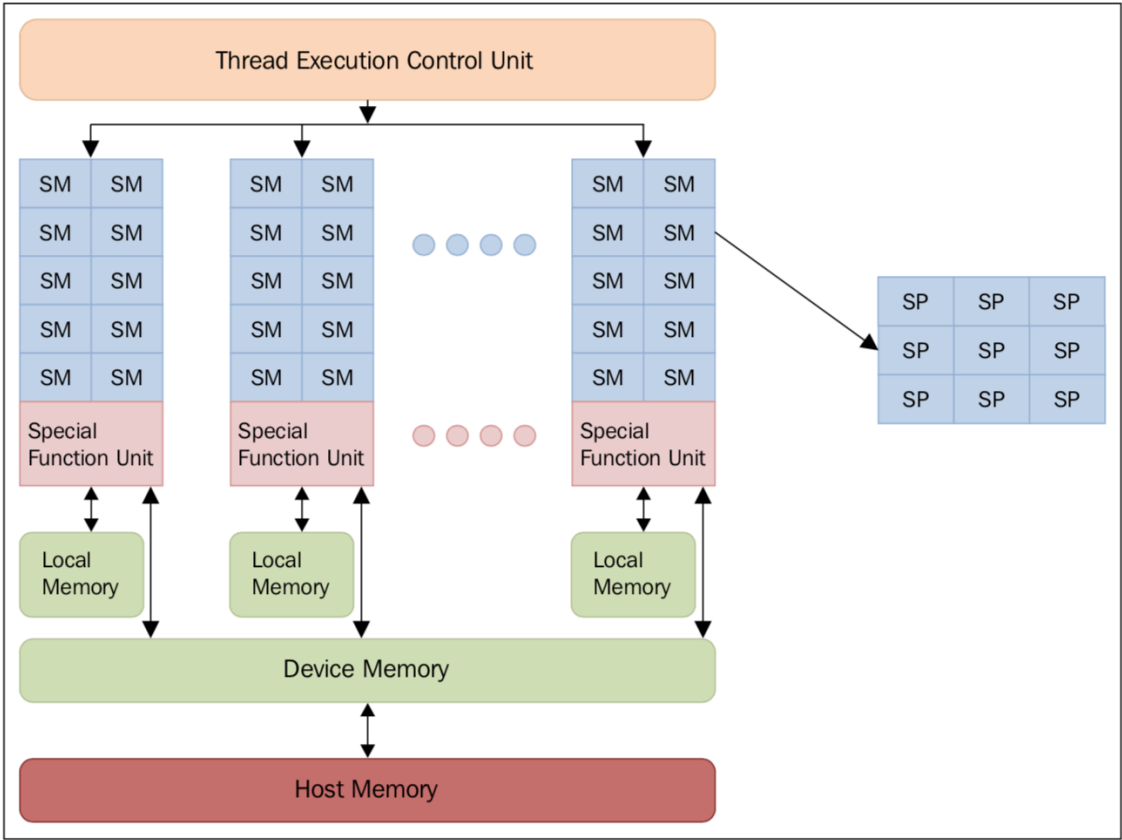 Thread Execution Control Unit
SM SM SM SM SM SM
SM SM SM SM SM SM
SM SM SM SM SM SM
SM SM SM SM SM SM
SM SM SM SM SM SM
SP SP SP
SP SP SP
SP SP SP
Special
Function Unit
Special
Function Unit
Special
Function Unit
Local
Memory
Local
Memory
Local
Memory
Device Memory
Host Memory